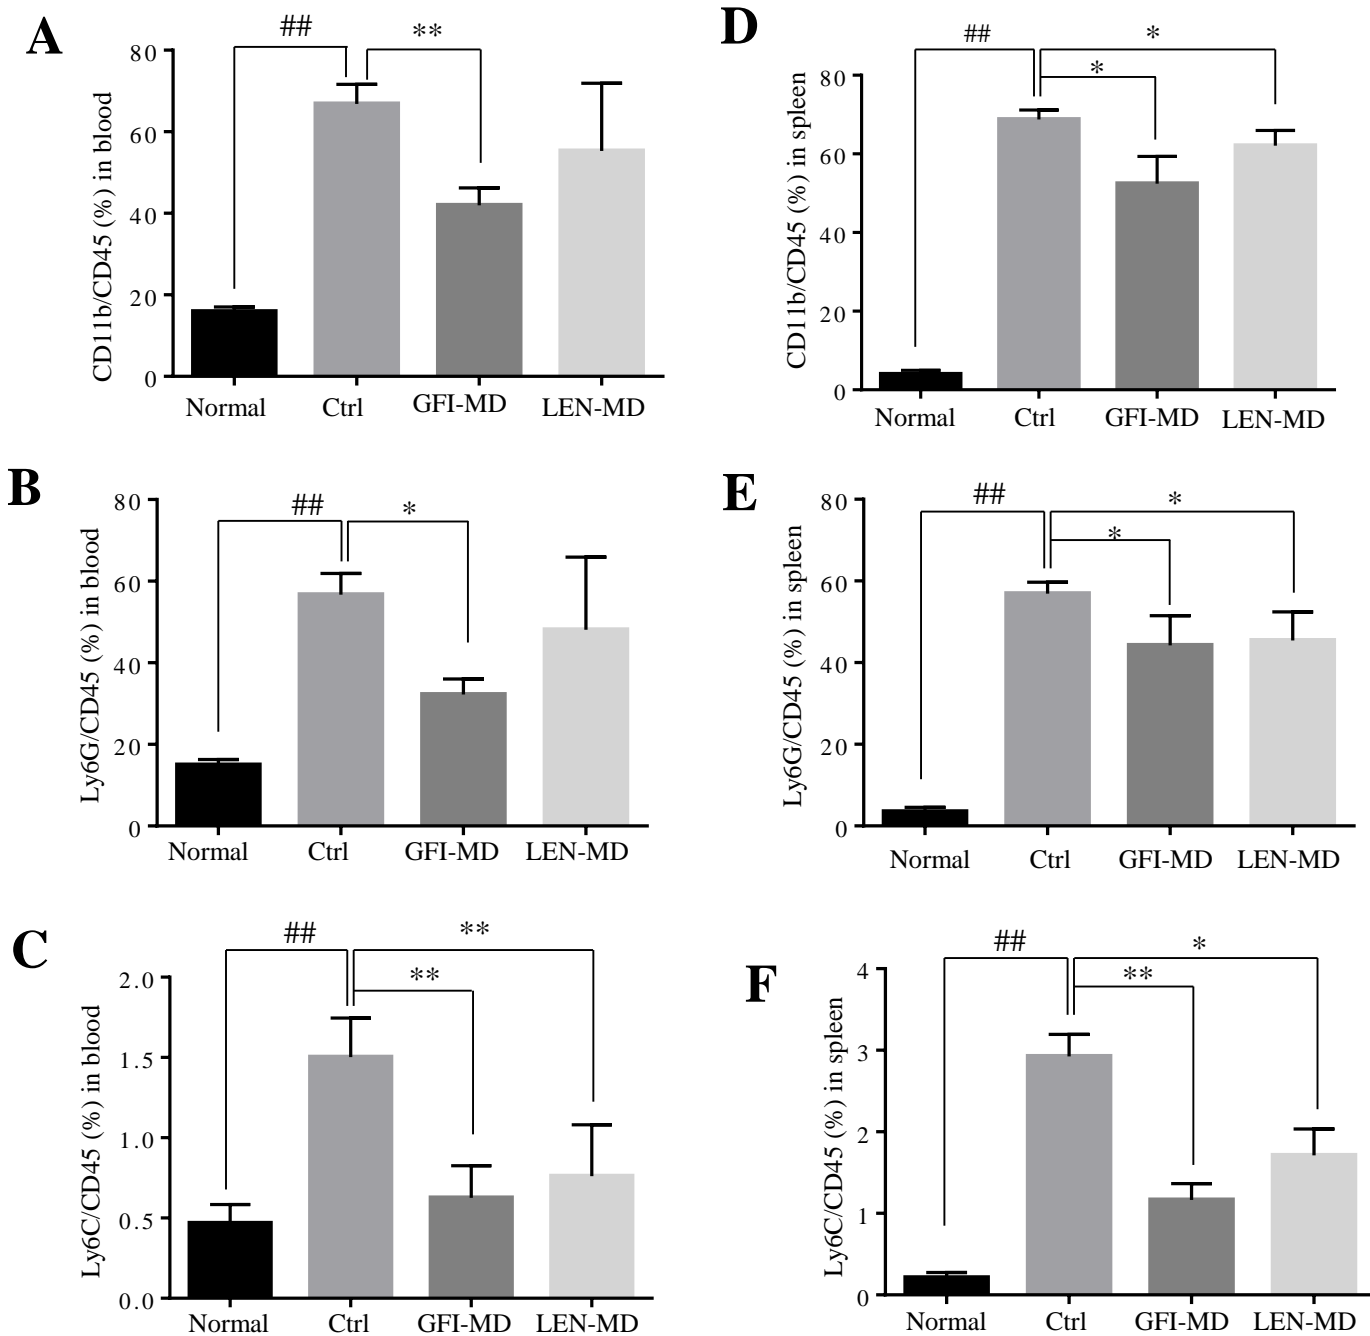 A
## **
80
60
40
20
0
CD11b/CD45 (%) in blood
Normal Ctrl GFI-MD LEN-MD
D
## *
*
80
60
40
20
0
CD11b/CD45 (%) in spleen
Normal Ctrl GFI-MD LEN-MD
B
## *
80
60
40
20
0
Ly6G/CD45 (%) in blood
Normal Ctrl GFI-MD LEN-MD
E
## *
*
80
60
40
20
0
Ly6G/CD45 (%) in spleen
Normal Ctrl GFI-MD LEN-MD
C
## **
**
2.0
1.5
1.0
0.5
0.0
Ly6C/CD45 (%) in blood
Normal Ctrl GFI-MD LEN-MD
F
## *
**
4
3
2
1
0
Ly6C/CD45 (%) in spleen
Normal Ctrl GFI-MD LEN-MD